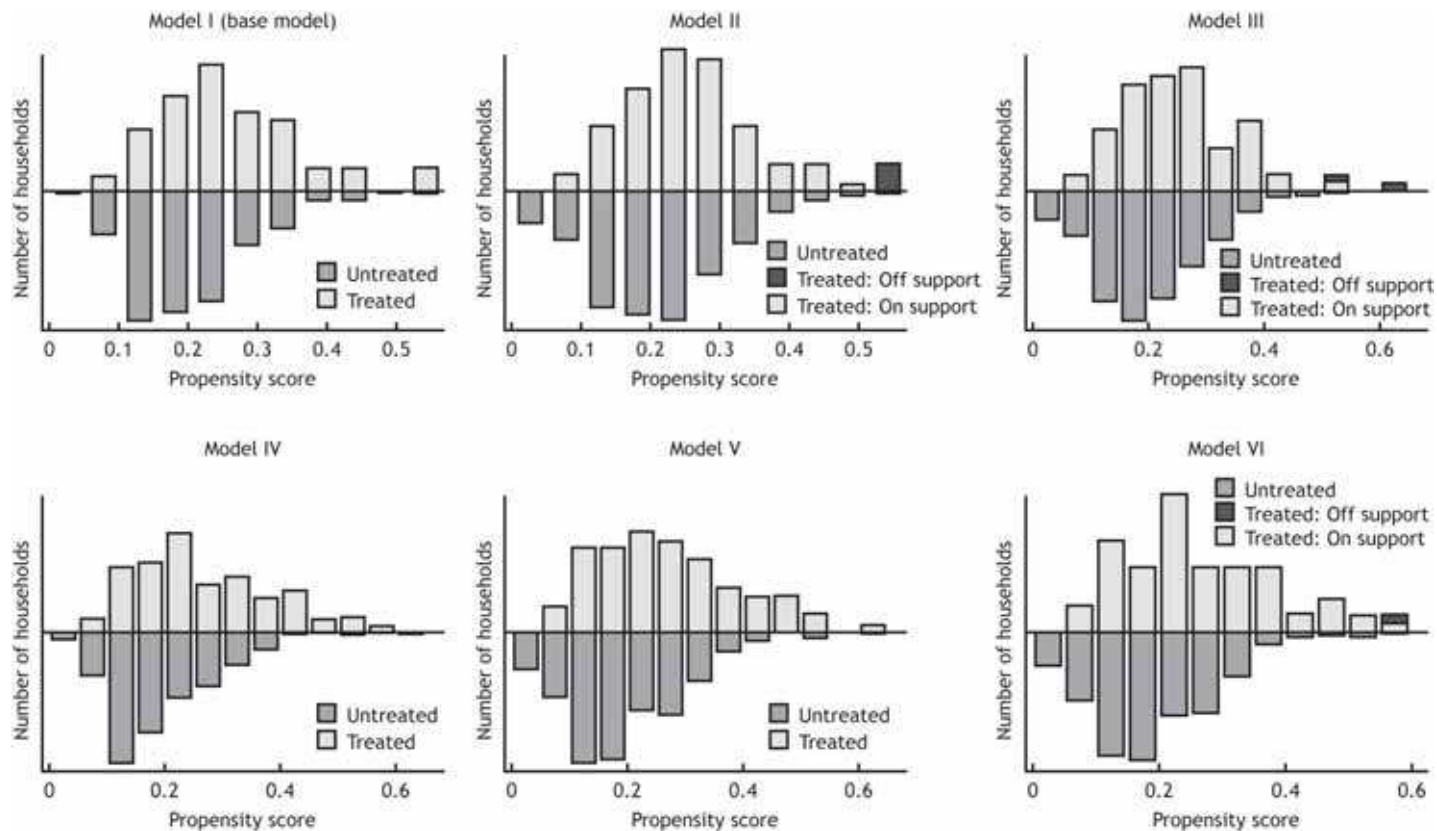 Model I (base model)
Number of households
Untreated
Treated
0 0.1 0.2 0.3 0.4 0.5
Propensity score
Model II
Number of households
Untreated
Treated: Off support
Treated: On support
0 0.1 0.2 0.3 0.4 0.5
Propensity score
Model III
Number of households
Untreated
Treated: Off support
Treated: On support
0 0.2 0.4 0.6
Propensity score
Model IV
Number of households
Untreated
Treated
0 0.2 0.4 0.6
Propensity score
Model V
Number of households
Untreated
Treated
0 0.2 0.4 0.6
Propensity score
Model VI
Number of households
Untreated
Treated: Off support
Treated: On support
0 0.2 0.4 0.6
Propensity score